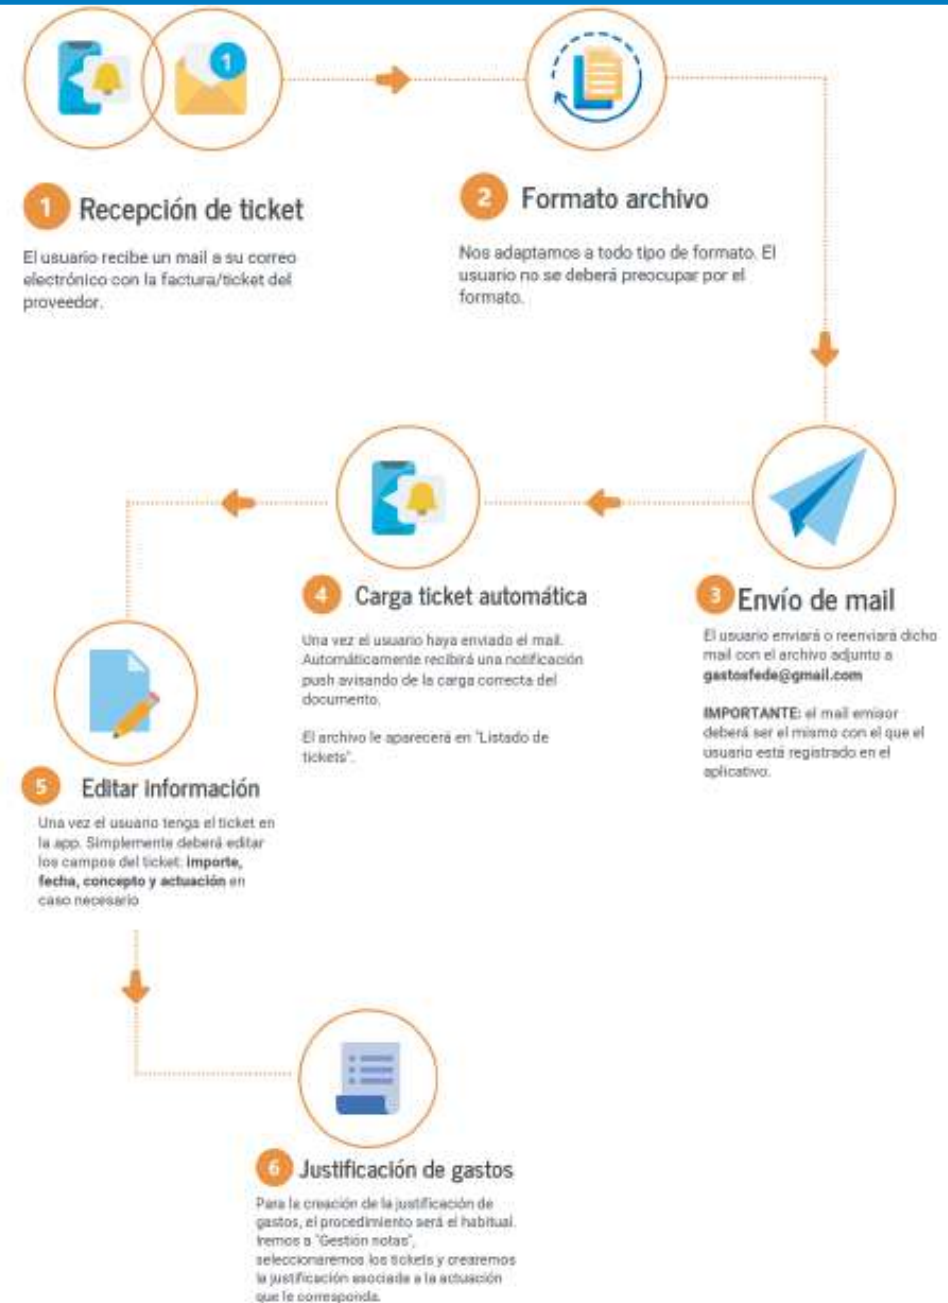 1
1 Recepción de ticket
El usuario recibe un mail a su correo
electrónico con la factura/ticket del
proveedor.
2 Formato archivo
Nos adaptamos a todo tipo de formato. El
usuario no se deberá preocupar por el
formato.
3 Envío de mail
El usuario enviará o reenviará dicho
mail con el archivo adjunto a
gastosfede@gmail.com
IMPORTANTE: el mail emisor
deberá ser el mismo con el que el
usuario está registrado en el
aplicativo.
4 Carga ticket automática
Una vez el usuario haya enviado el mail.
Automáticamente recibirá una notificación
push avisando de la carga correcta del
documento.
El archivo le aparecerá en "Listado de
tickets".
5 Editar información
Una vez el usuario tenga el ticket en
la app. Simplemente deberá editar
los campos del ticket: importe,
fecha, concepto y actuación en
caso necesario
6 Justificación de gastos
Para la creación de la justificación de
gastos, el procedimiento será el habitual.
Iremos a "Gestión notas",
seleccionaremos los tickets y crearemos
la justificación asociada a la actuación
que le corresponda.